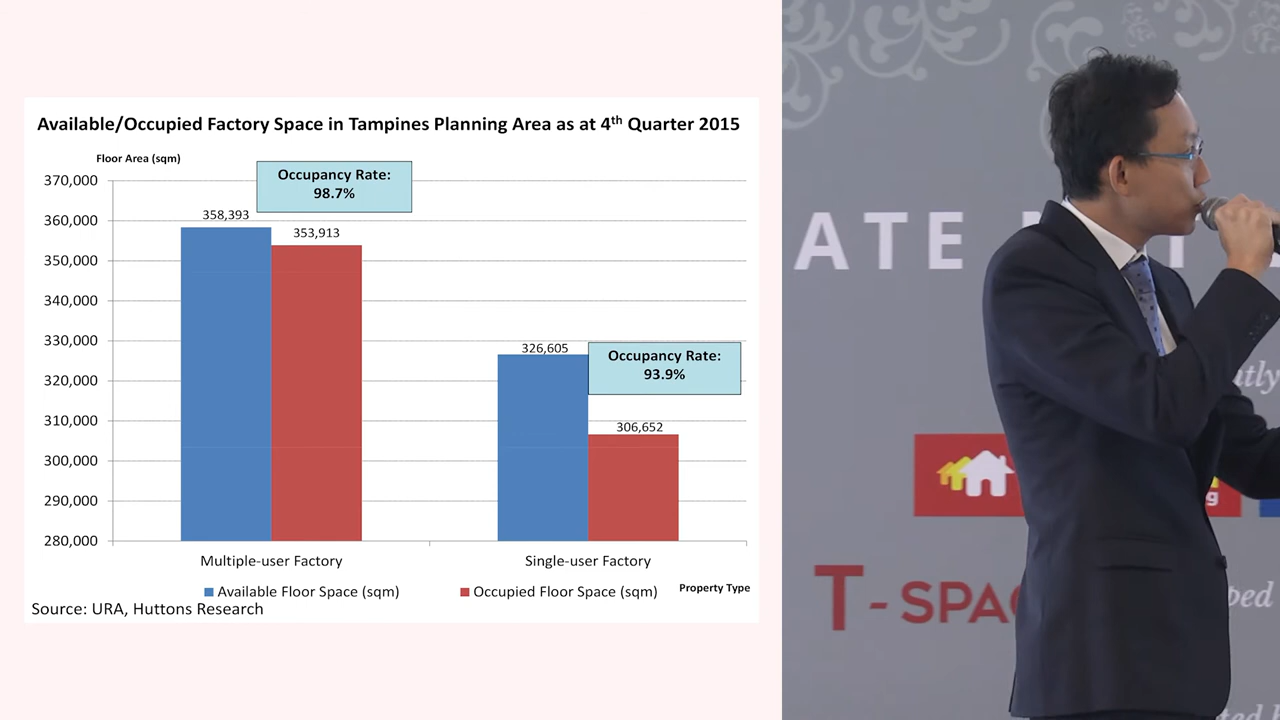 Available/Occupied Factory Space in Tampines Planning Area as at 4th Quarter 2015
Floor Area (sqm)
Occupancy Rate:
98.7%
370,000
360,000
350,000
340,000
330,000
320,000
310,000
300,000
290,000
280,000
358,393
353,913
326,605
Occupancy Rate:
93.9%
306,652
Multiple-user Factory
Single-user Factory
Available Floor Space (sqm)
Occupied Floor Space (sqm)
Property Type
Source: URA, Huttons Research
ATE
T-SPAC